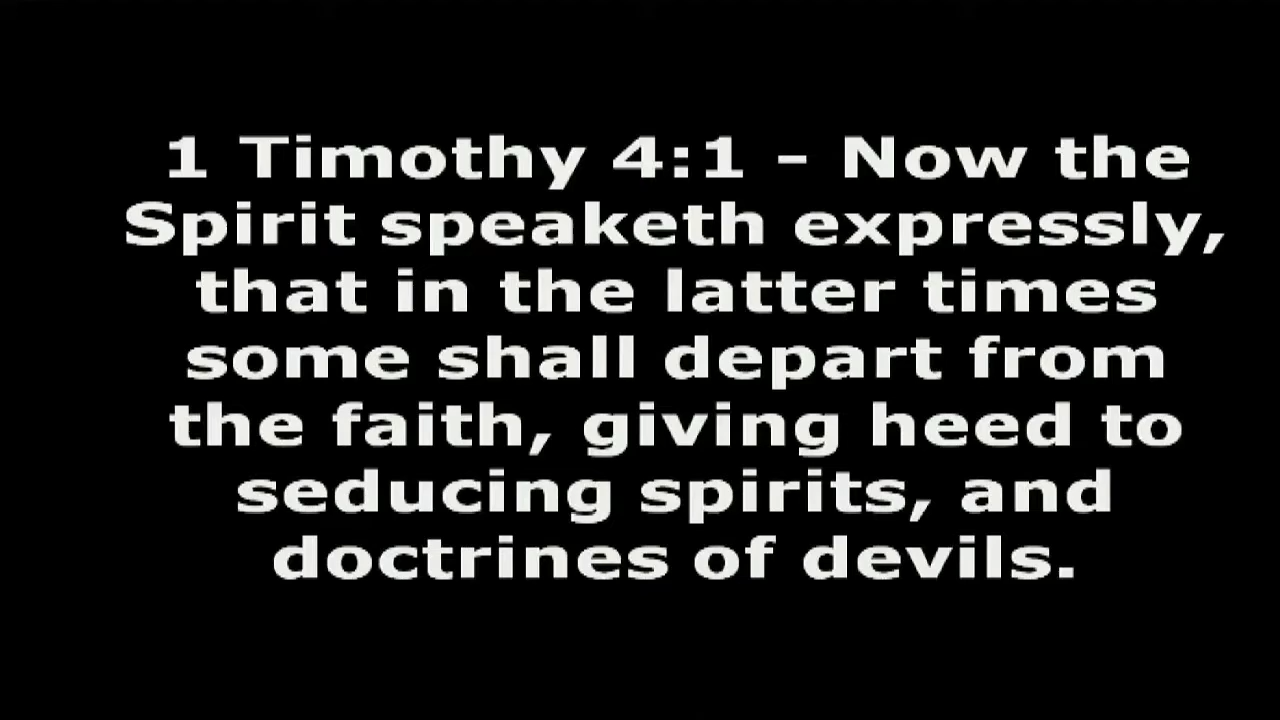 1 Timothy 4:1 – Now the
Spirit speaketh expressly,
that in the latter times
some shall depart from
the faith, giving heed to
seducing spirits, and
doctrines of devils.